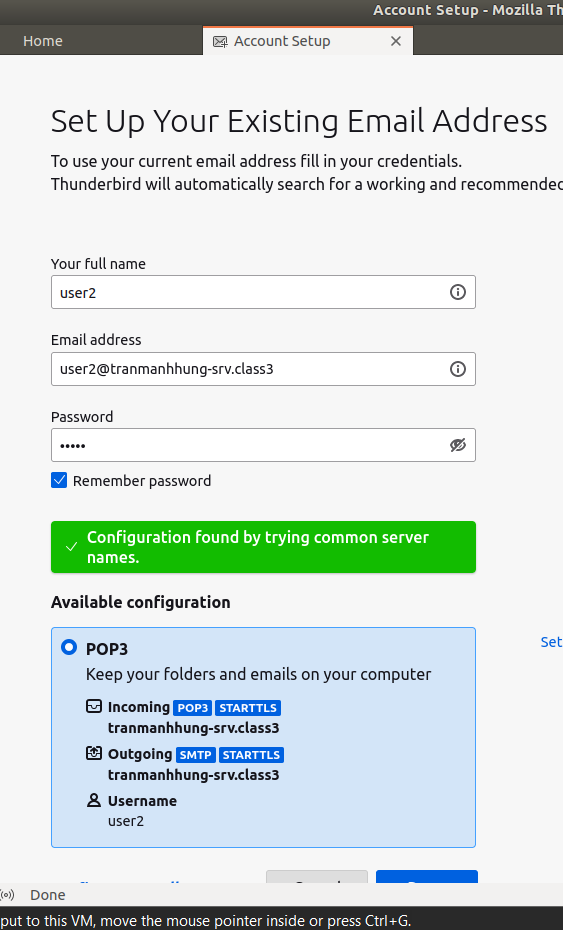 Account Setup - Mozilla Th
Home
Account Setup
Set Up Your Existing Email Address
To use your current email address fill in your credentials.
Thunderbird will automatically search for a working and recommended
Your full name
user2
Email address
user2@tranmanhhung-srv.class3
Password
•••••
Remember password
Configuration found by trying common server
names.
Available configuration
Set
POP3
Keep your folders and emails on your computer
Incoming POP3 STARTTLS
tranmanhhung-srv.class3
Outgoing SMTP STARTTLS
tranmanhhung-srv.class3
Username
user2
Done
put to this VM, move the mouse pointer inside or press Ctrl+G.